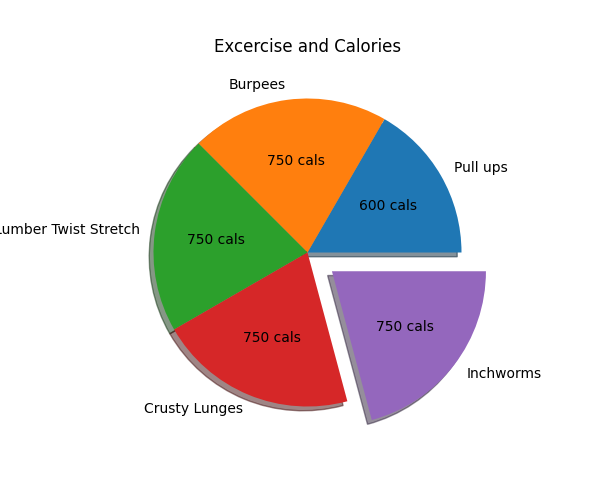 Excercise and Calories
Burpees
Pull ups
750 cals
600 cals
Lumber Twist Stretch
750 cals
750 cals
750 cals
Inchworms
Crusty Lunges